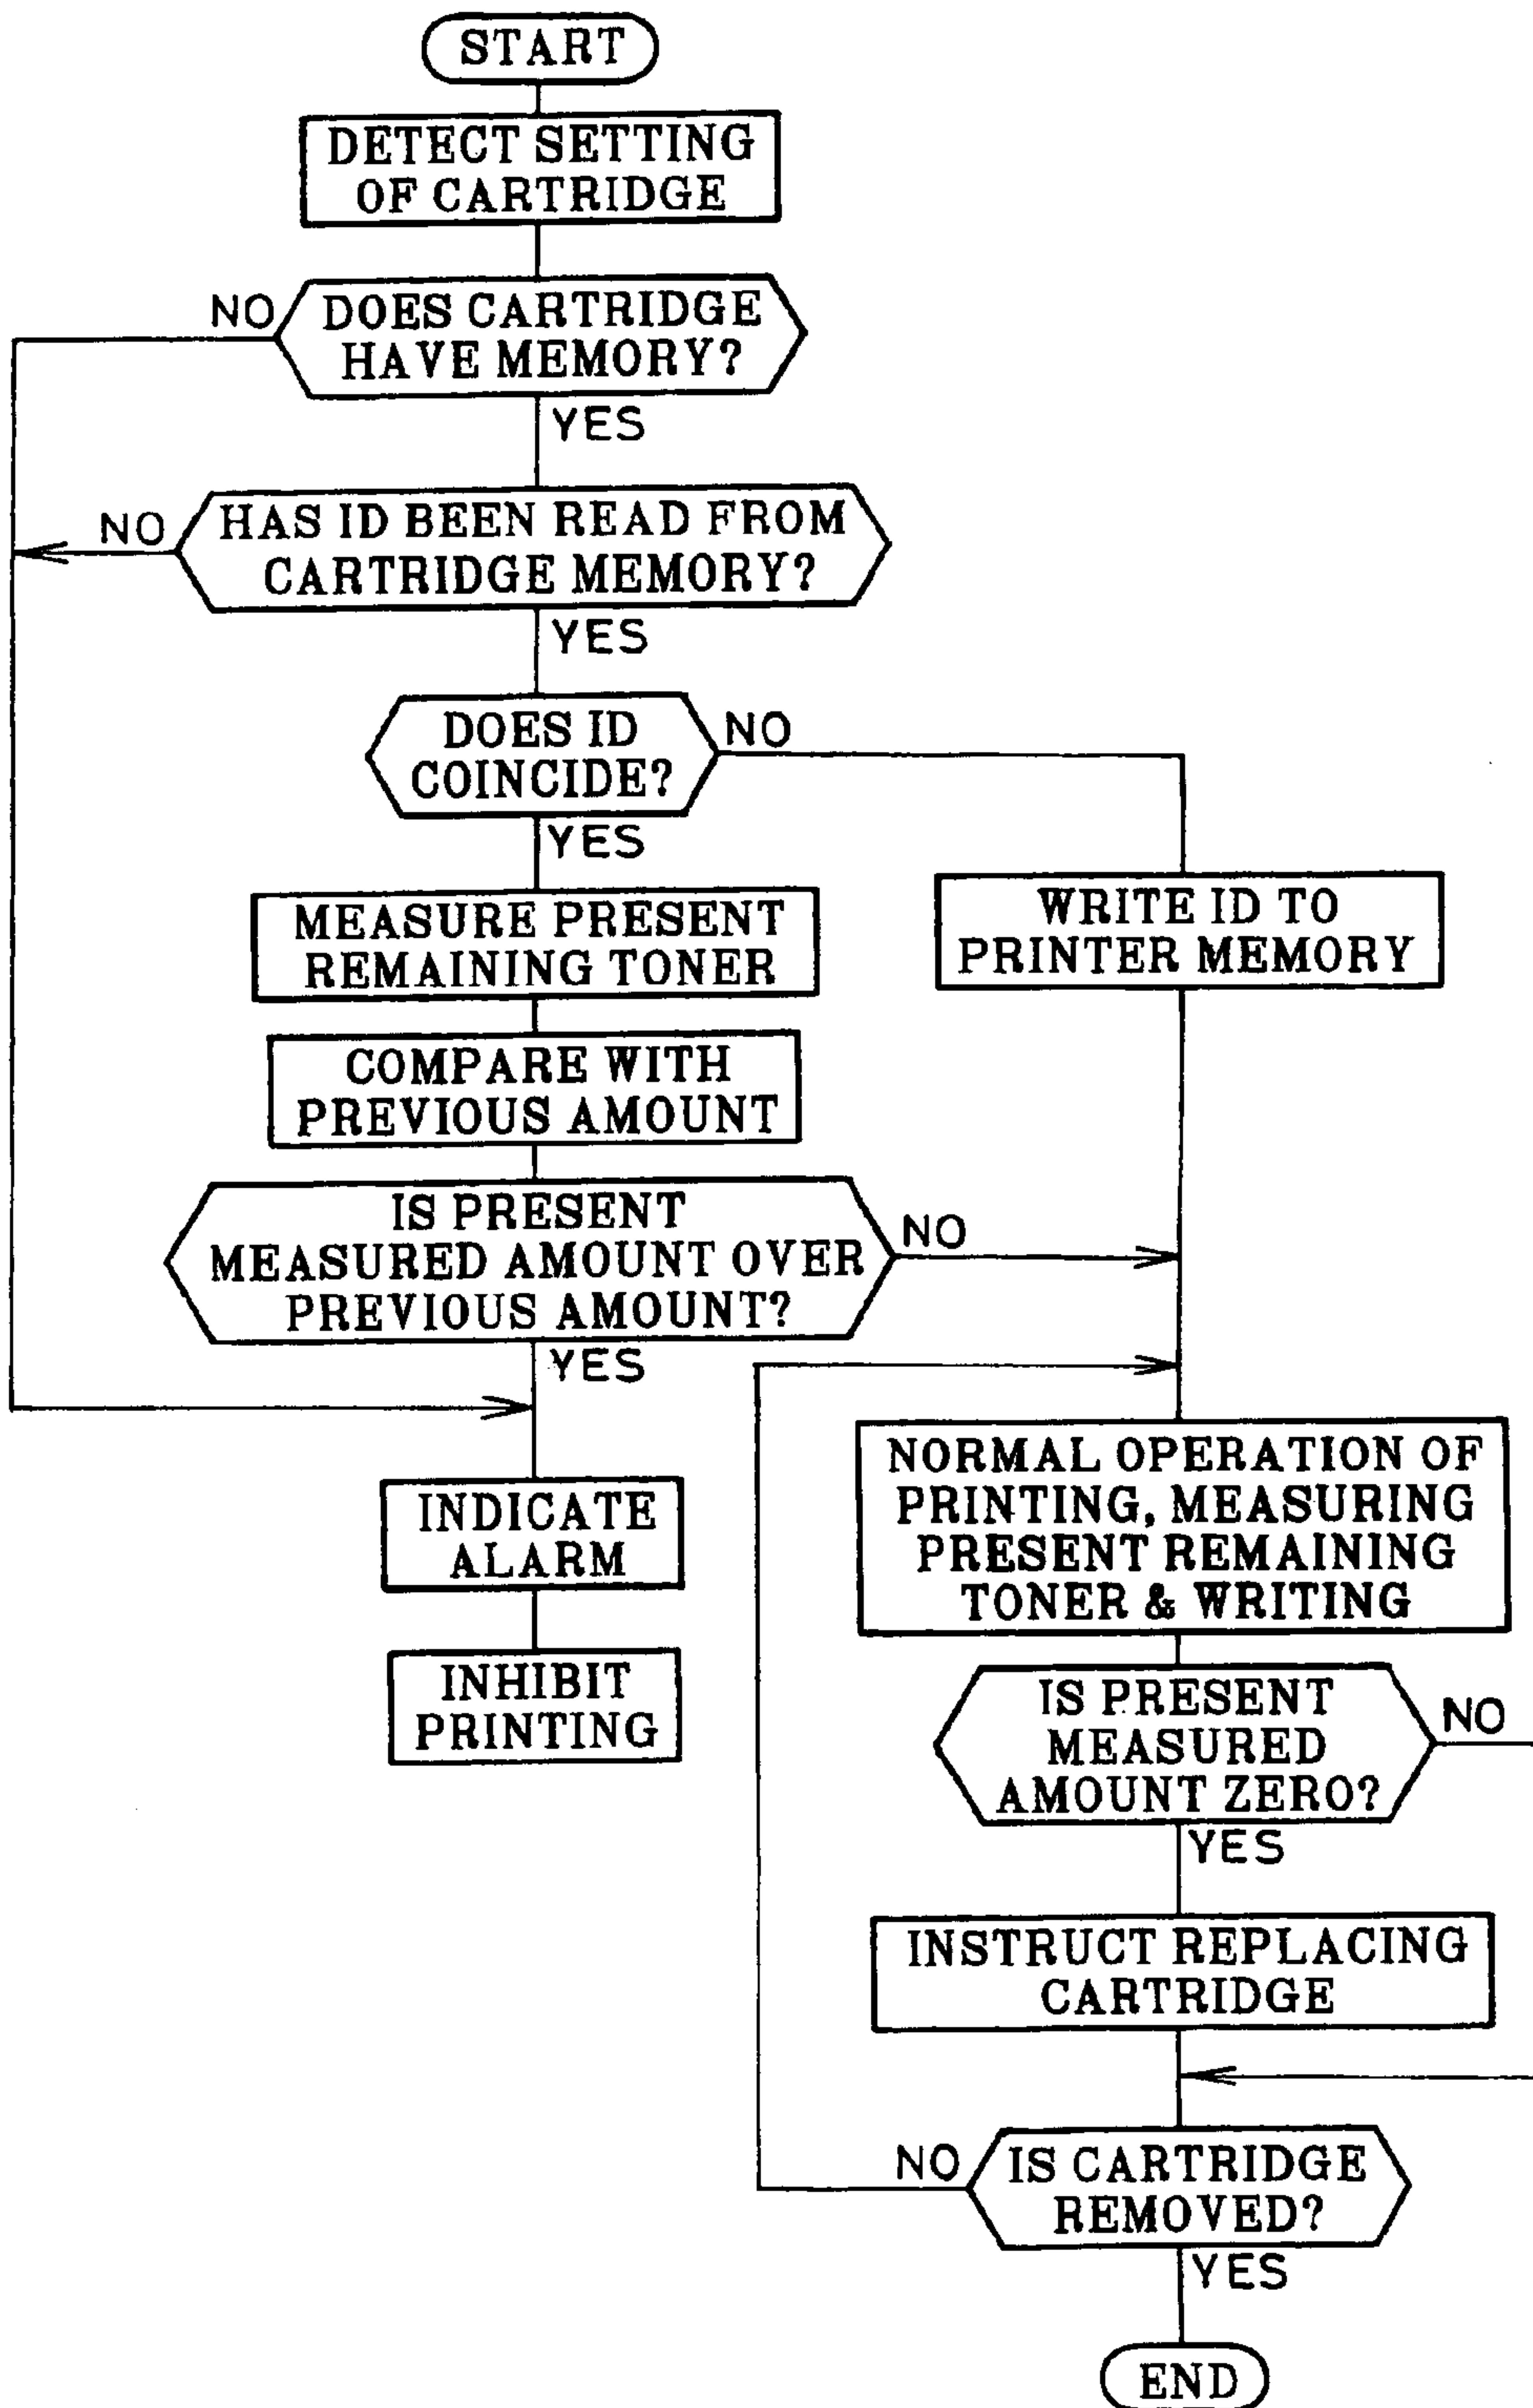 START
DETECT SETTING
OF CARTRIDGE
NO
DOES CARTRIDGE
HAVE MEMORY?
YES
NO
HAS ID BEEN READ FROM
CARTRIDGE MEMORY?
YES
DOES ID
COINCIDE?
NO
YES
MEASURE PRESENT
REMAINING TONER
WRITE ID TO
PRINTER MEMORY
COMPARE WITH
PREVIOUS AMOUNT
IS PRESENT
MEASURED AMOUNT OVER
PREVIOUS AMOUNT?
NO
YES
INDICATE
ALARM
INHIBIT
PRINTING
NORMAL OPERATION OF
PRINTING, MEASURING
PRESENT REMAINING
TONER & WRITING
IS PRESENT
MEASURED
AMOUNT ZERO?
NO
YES
INSTRUCT REPLACING
CARTRIDGE
NO
IS CARTRIDGE
REMOVED?
YES
END